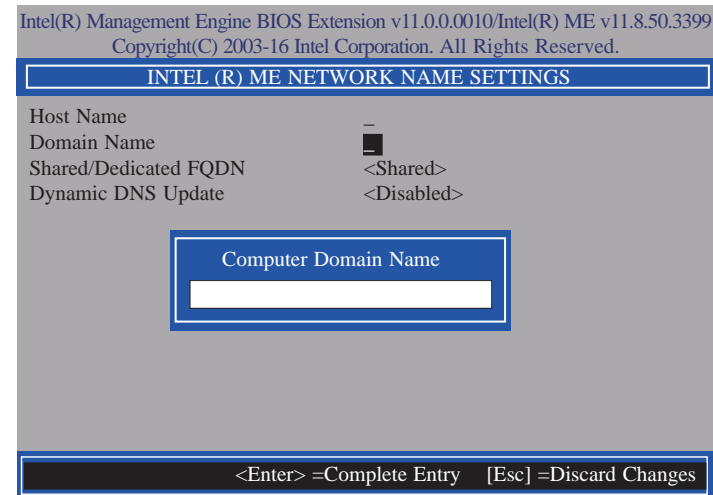 Intel(R) Management Engine BIOS Extension v11.0.0.0010/Intel(R) ME v11.8.50.3399
Copyright(C) 2003-16 Intel Corporation. All Rights Reserved.
INTEL (R) ME NETWORK NAME SETTINGS
Host Name _
Domain Name _
Shared/Dedicated FQDN <Shared>
Dynamic DNS Update <Disabled>
Computer Domain Name
<Enter> =Complete Entry [Esc] =Discard Changes